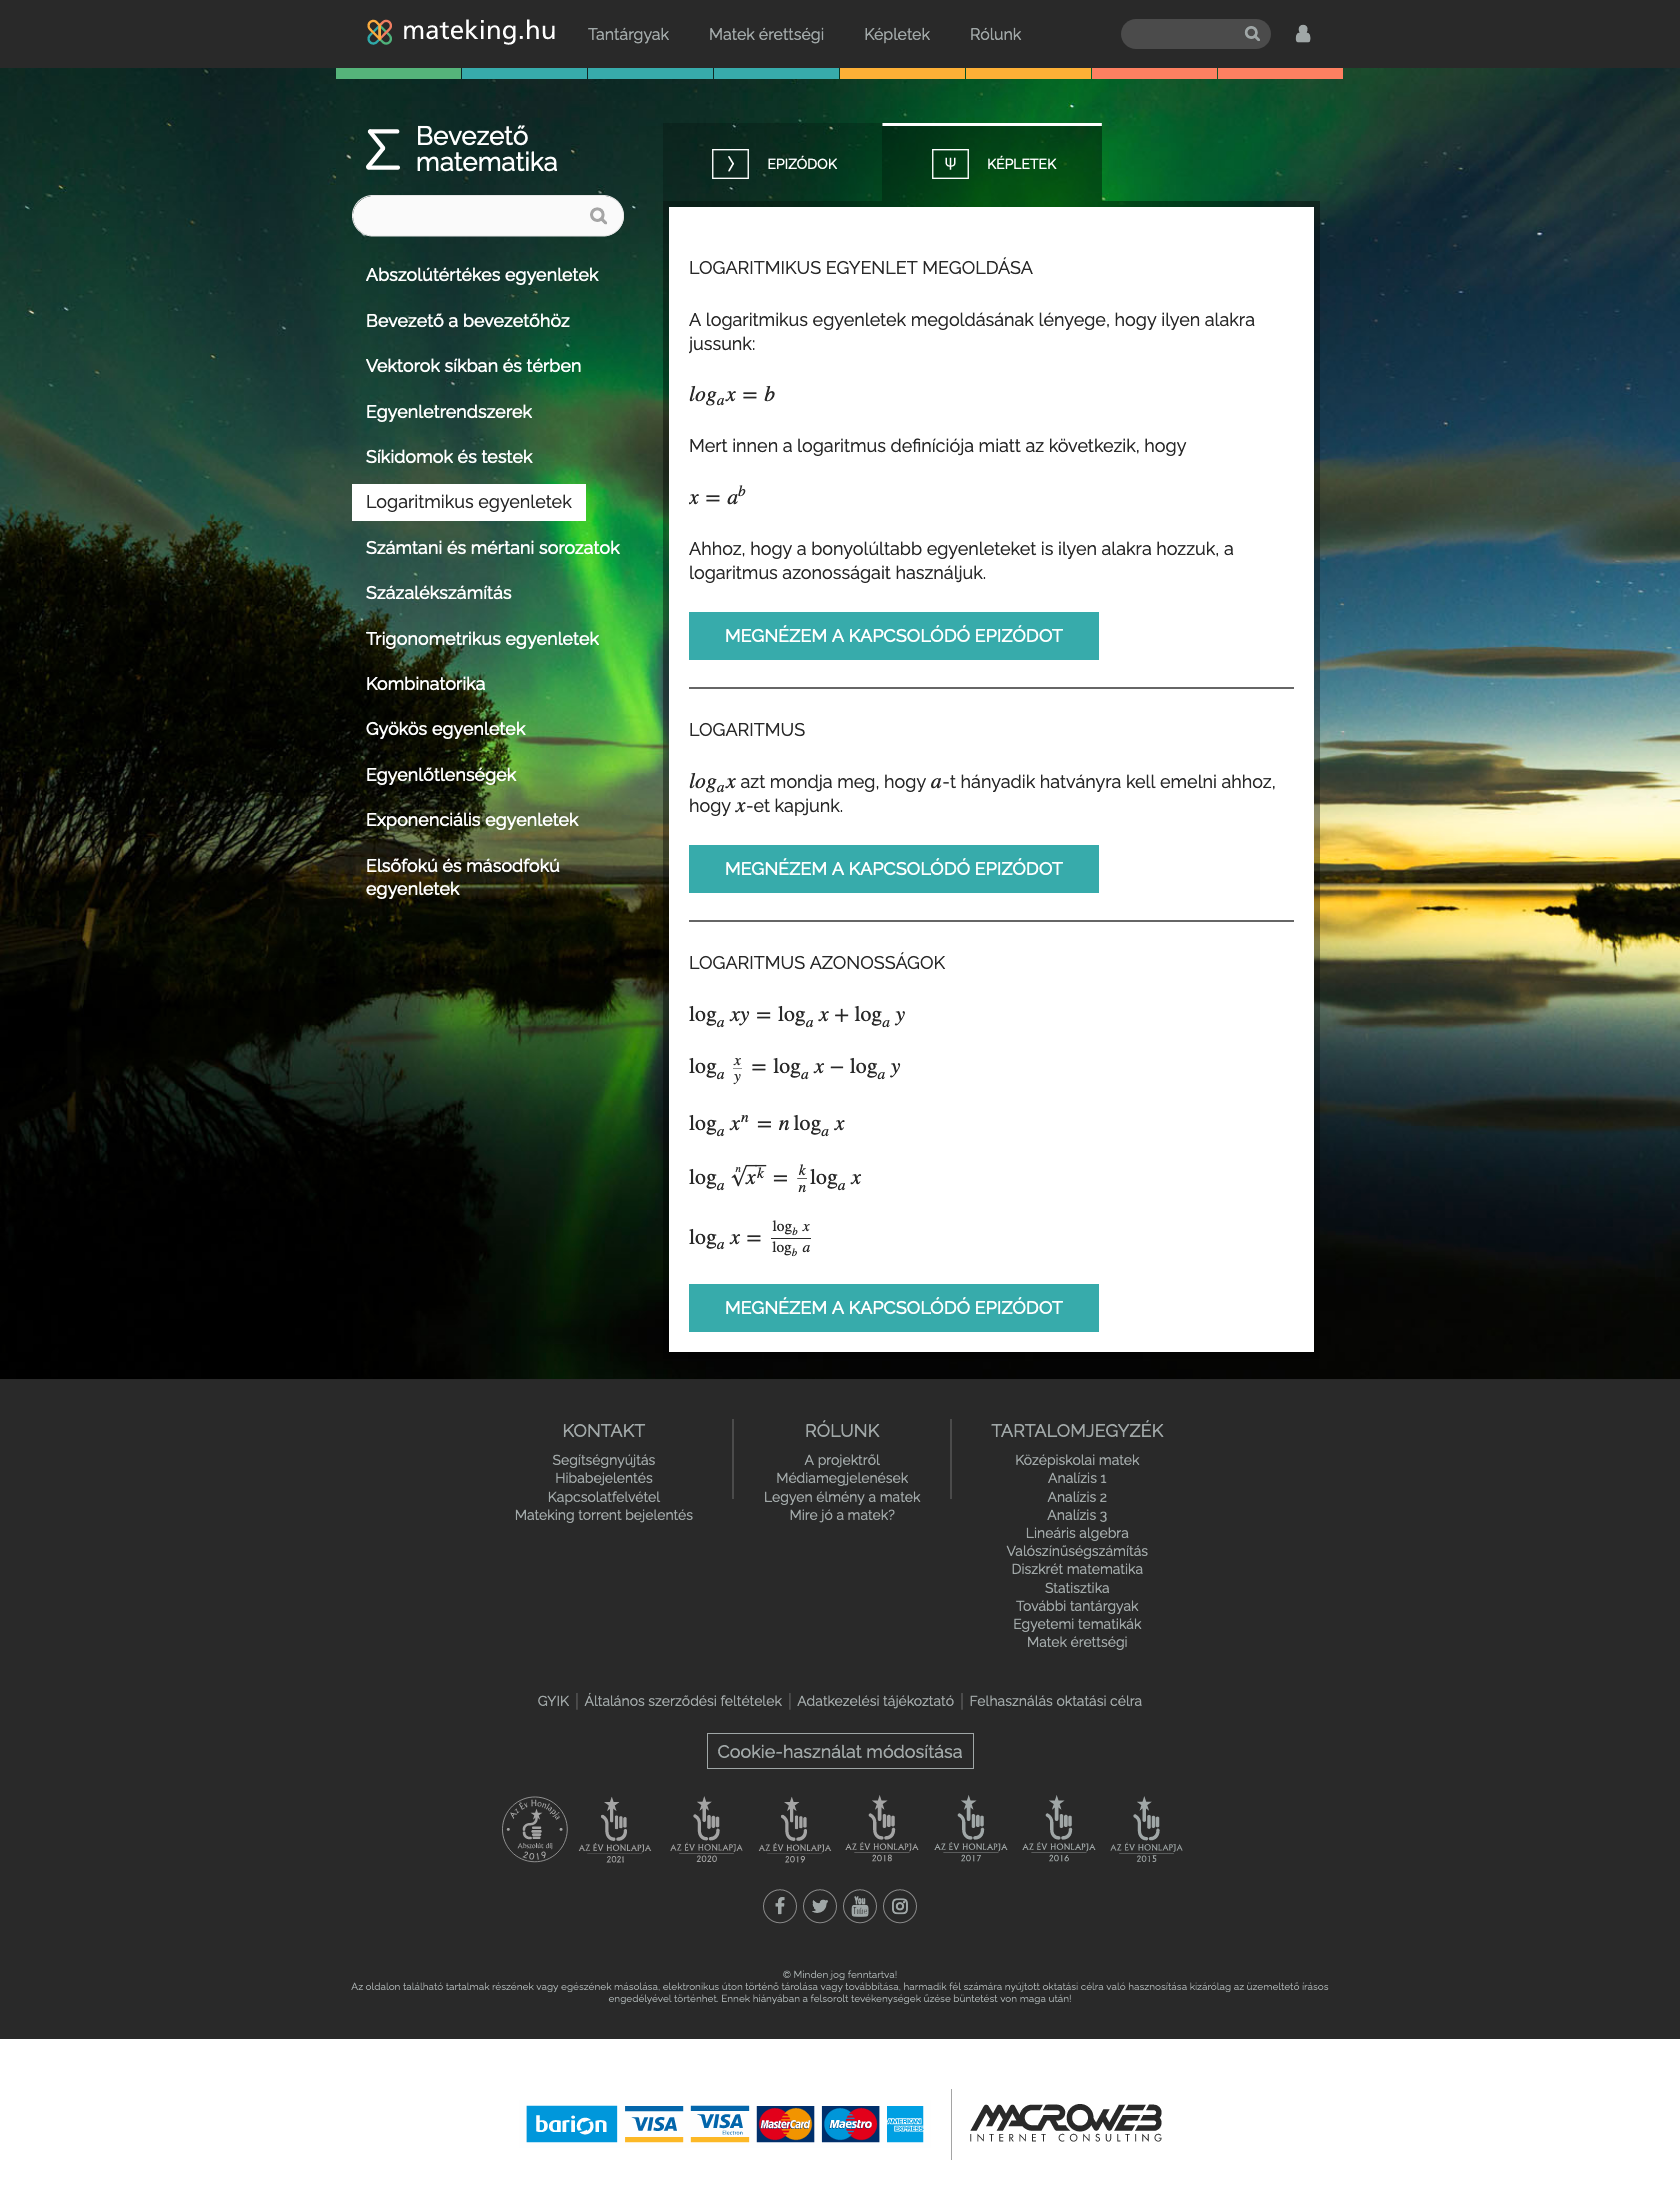 mateking.hu Tantárgyak Matek érettségi Képletek Rólunk
Σ Bevezető
matematika
Abszolútértékes egyenletek
Bevezető a bevezetőhöz
Vektorok síkban és térben
Egyenletrendszerek
Síkidomok és testek
Logaritmikus egyenletek
Számtani és mértani sorozatok
Százalékszámítás
Trigonometrikus egyenletek
Kombinatorika
Gyökös egyenletek
Egyenlőtlenségek
Exponenciális egyenletek
Elsőfokú és másodfokú
egyenletek
〉 EPIZÓDOK Ψ KÉPLETEK
LOGARITMIKUS EGYENLET MEGOLDÁSA
A logaritmikus egyenletek megoldásának lényege, hogy ilyen alakra
jussunk:
log_a x = b
Mert innen a logaritmus definíciója miatt az következik, hogy
x = a^b
Ahhoz, hogy a bonyolúltabb egyenleteket is ilyen alakra hozzuk, a
logaritmus azonosságait használjuk.
MEGNÉZEM A KAPCSOLÓDÓ EPIZÓDOT
LOGARITMUS
log_a x azt mondja meg, hogy a-t hányadik hatványra kell emelni ahhoz,
hogy x-et kapjunk.
MEGNÉZEM A KAPCSOLÓDÓ EPIZÓDOT
LOGARITMUS AZONOSSÁGOK
log_a xy = log_a x + log_a y
log_a x/y = log_a x − log_a y
log_a x^n = n log_a x
log_a ⁿ√(x^k) = k/n log_a x
log_a x = log_b x / log_b a
MEGNÉZEM A KAPCSOLÓDÓ EPIZÓDOT
KONTAKT
Segítségnyújtás
Hibabejelentés
Kapcsolatfelvétel
Mateking torrent bejelentés
RÓLUNK
A projektről
Médiamegjelenések
Legyen élmény a matek
Mire jó a matek?
TARTALOMJEGYZÉK
Középiskolai matek
Analízis 1
Analízis 2
Analízis 3
Lineáris algebra
Valószínűségszámítás
Diszkrét matematika
Statisztika
További tantárgyak
Egyetemi tematikák
Matek érettségi
GYIK Általános szerződési feltételek Adatkezelési tájékoztató Felhasználás oktatási célra
Cookie-használat módosítása
Az Év Honlapja
Abszolút díj
2019
AZ ÉV HONLAPJA
2021
AZ ÉV HONLAPJA
2020
AZ ÉV HONLAPJA
2019
AZ ÉV HONLAPJA
2018
AZ ÉV HONLAPJA
2017
AZ ÉV HONLAPJA
2016
AZ ÉV HONLAPJA
2015
You
Tube
© Minden jog fenntartva!
Az oldalon található tartalmak részének vagy egészének másolása, elektronikus úton történő tárolása vagy továbbítása, harmadik fél számára nyújtott oktatási célra való hasznosítása kizárólag az üzemeltető írásos
engedélyével történhet. Ennek hiányában a felsorolt tevékenységek űzése büntetést von maga után!
barion VISA VISA Electron MasterCard Maestro AMERICAN EXPRESS
MACROWEB
INTERNET CONSULTING